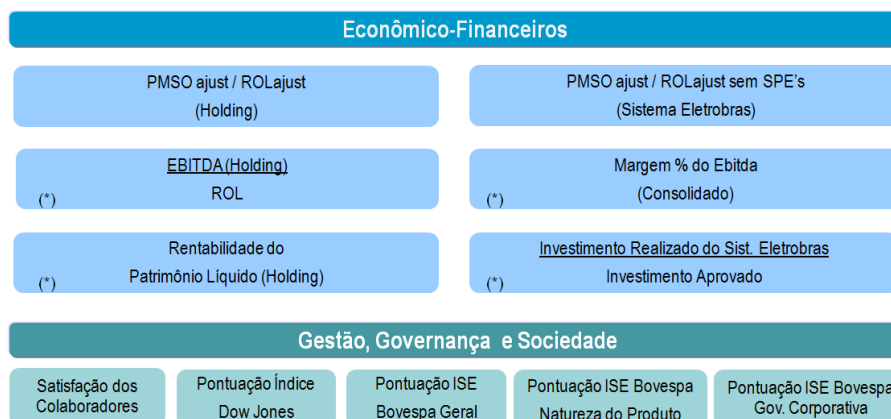 Econômico-Financeiros
PMSO ajust / ROLajust
(Holding)
PMSO ajust / ROLajust sem SPE's
(Sistema Eletrobras)
EBITDA (Holding)
ROL
(*)
Margem % do Ebitda
(Consolidado)
(*)
Rentabilidade do
Patrimônio Líquido (Holding)
(*)
Investimento Realizado do Sist. Eletrobras
Investimento Aprovado
(*)
Gestão, Governança e Sociedade
Satisfação dos
Colaboradores
Pontuação Índice
Dow Jones
Pontuação ISE
Bovespa Geral
Pontuação ISE Bovespa
Natureza do Produto
Pontuação ISE Bovespa
Gov. Corporativa